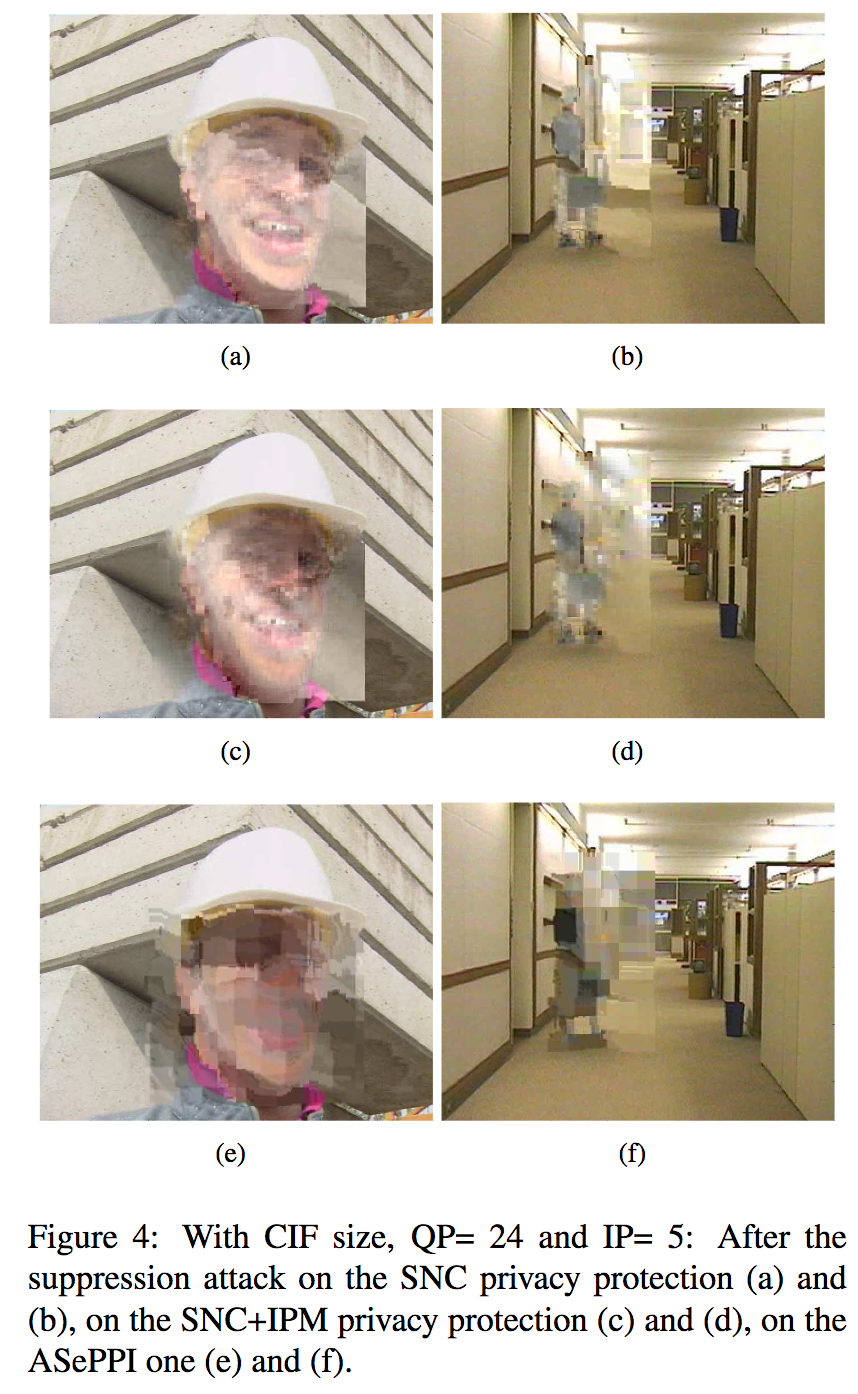 (a)
(b)
(c)
(d)
(e)
(f)
Figure 4: With CIF size, QP= 24 and IP= 5: After the
suppression attack on the SNC privacy protection (a) and
(b), on the SNC+IPM privacy protection (c) and (d), on the
ASePPI one (e) and (f).